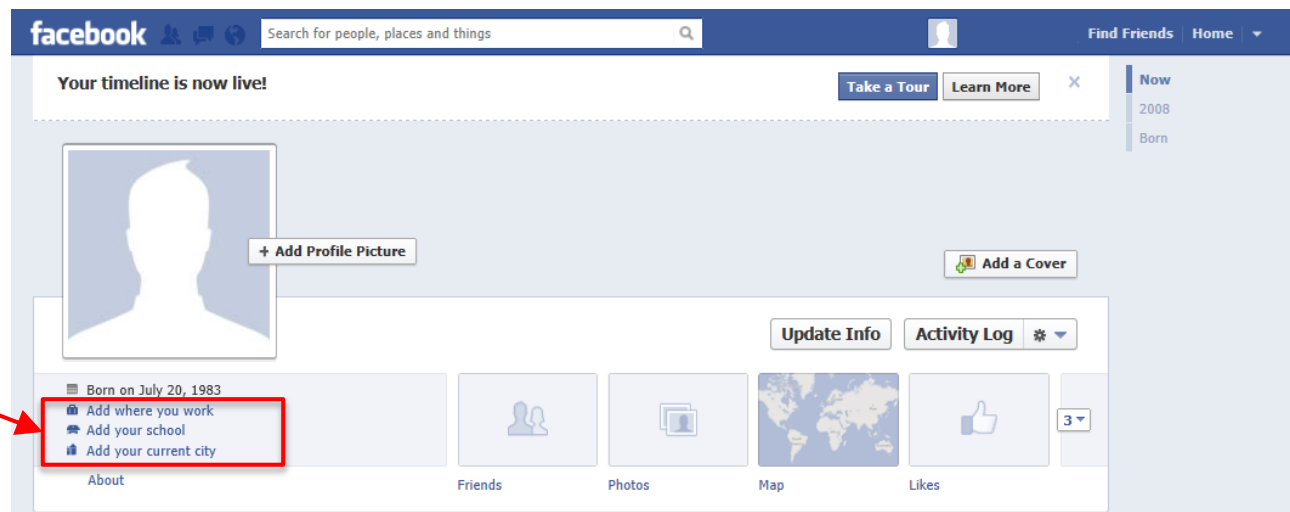 facebook Search for people, places and things Find Friends Home
Your timeline is now live! Take a Tour Learn More
Now
2008
Born
+ Add Profile Picture
Add a Cover
Update Info Activity Log
Born on July 20, 1983
Add where you work
Add your school
Add your current city
3
About Friends Photos Map Likes